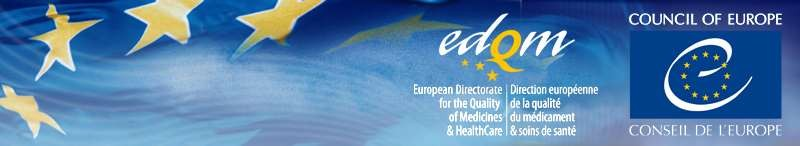 edQm
European Directorate
for the Quality
of Medicines
& HealthCare
Direction européenne
de la qualité
du médicament
& soins de santé
COUNCIL OF EUROPE
CONSEIL DE L'EUROPE